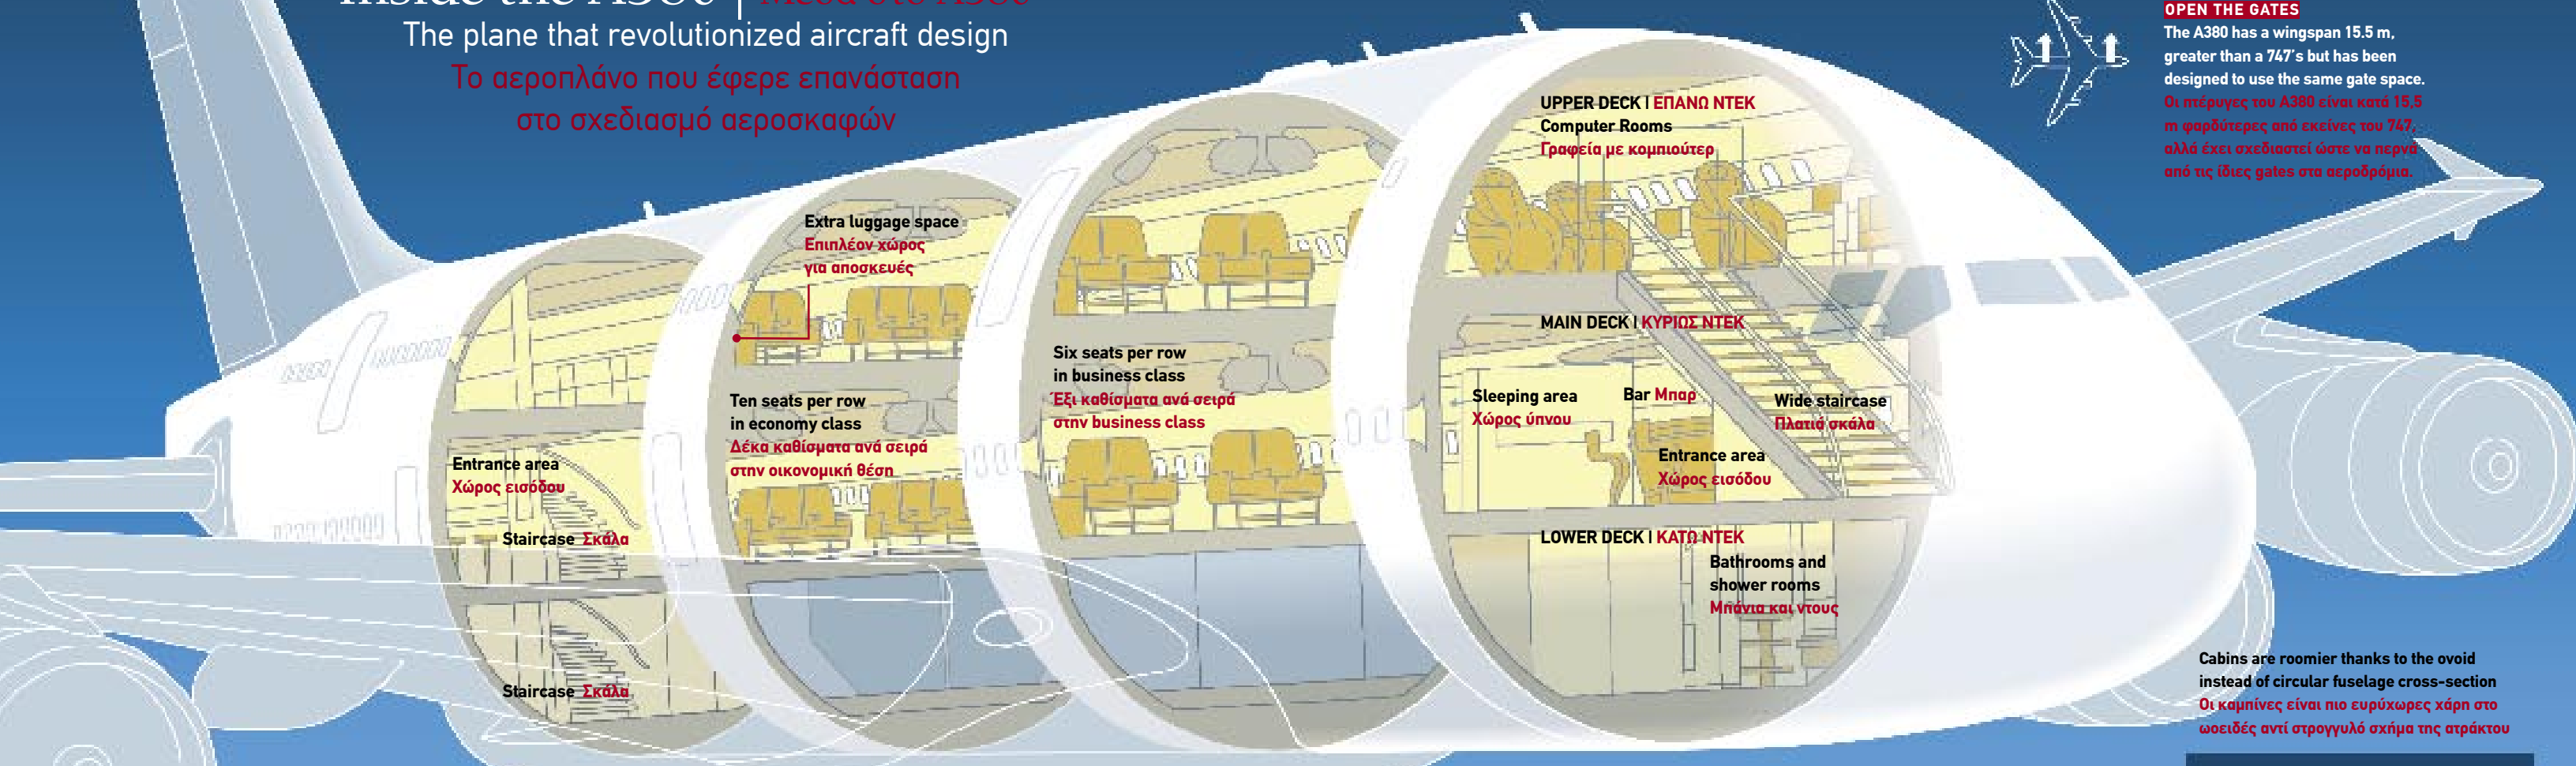 Inside the A380 | Μέσα στο A380
The plane that revolutionized aircraft design
Το αεροπλάνο που έφερε επανάσταση
στο σχεδιασμό αεροσκαφών
OPEN THE GATES
The A380 has a wingspan 15.5 m,
greater than a 747's but has been
designed to use the same gate space.
Οι πτέρυγες του Α380 είναι κατά 15,5
m φαρδύτερες από εκείνες του 747,
αλλά έχει σχεδιαστεί ώστε να περνά
από τις ίδιες gates στα αεροδρόμια.
UPPER DECK | ΕΠΑΝΩ ΝΤΕΚ
Computer Rooms
Γραφεία με κομπιούτερ
Extra luggage space
Επιπλέον χώρος
για αποσκευές
MAIN DECK | ΚΥΡΙΩΣ ΝΤΕΚ
Six seats per row
in business class
Έξι καθίσματα ανά σειρά
στην business class
Ten seats per row
in economy class
Δέκα καθίσματα ανά σειρά
στην οικονομική θέση
Sleeping area
Χώρος ύπνου
Bar Μπαρ
Wide staircase
Πλατιά σκάλα
Entrance area
Χώρος εισόδου
Entrance area
Χώρος εισόδου
Staircase Σκάλα
LOWER DECK | ΚΑΤΩ ΝΤΕΚ
Bathrooms and
shower rooms
Μπάνια και ντους
Staircase Σκάλα
Cabins are roomier thanks to the ovoid
instead of circular fuselage cross-section
Οι καμπίνες είναι πιο ευρύχωρες χάρη στο
ωοειδές αντί στρογγυλό σχήμα της ατράκτου